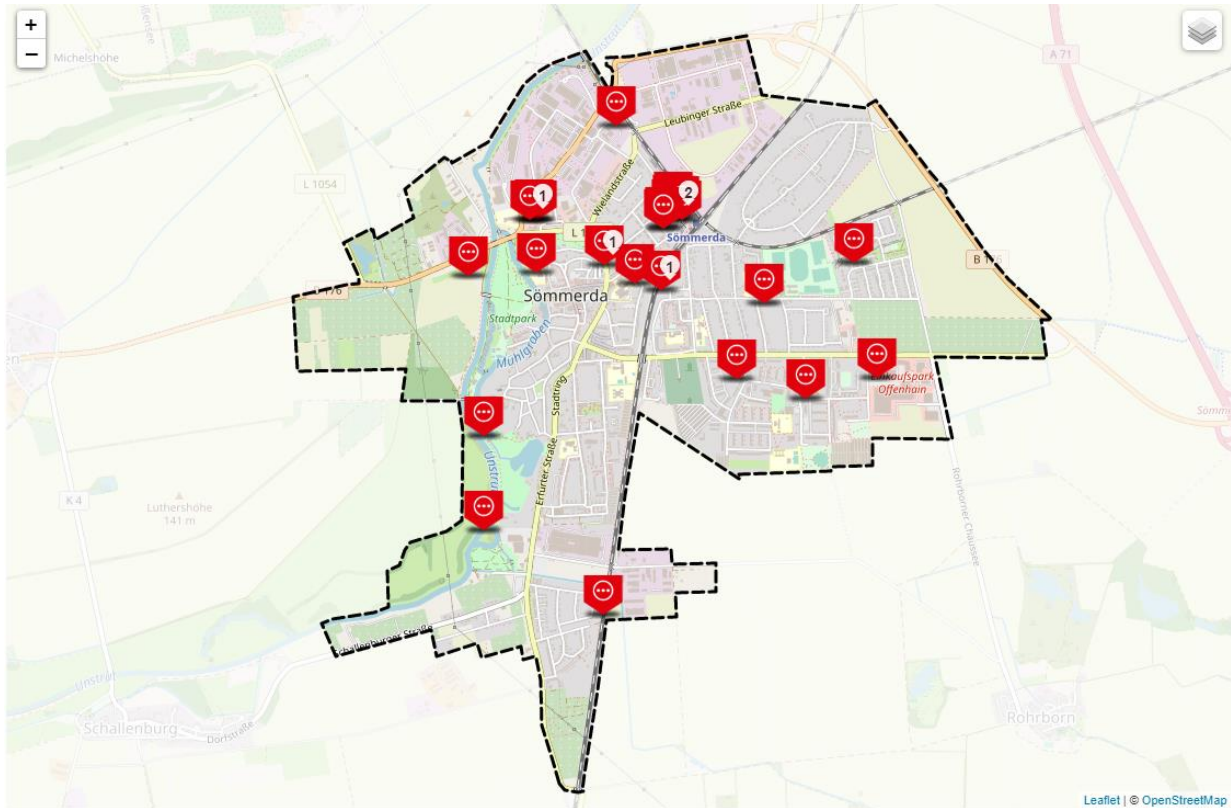 +
−
Michelshöhe
A 71
Leubinger Straße
L 1054
Wielandstraße
1
2
L 1
1
Sömmerda
1
B 176
176
Sömmerda
Stadtpark
Mühlgraben
Einkaufspark
Offenhain
Stadtring
Erfurter Straße
Unstrut
K 4
Luthershöhe
141 m
Rohrborner Chaussee
Schallenburger Straße
Unstrut
Schallenburg
Dorfstraße
Rohrborn
Leaflet | © OpenStreetMap